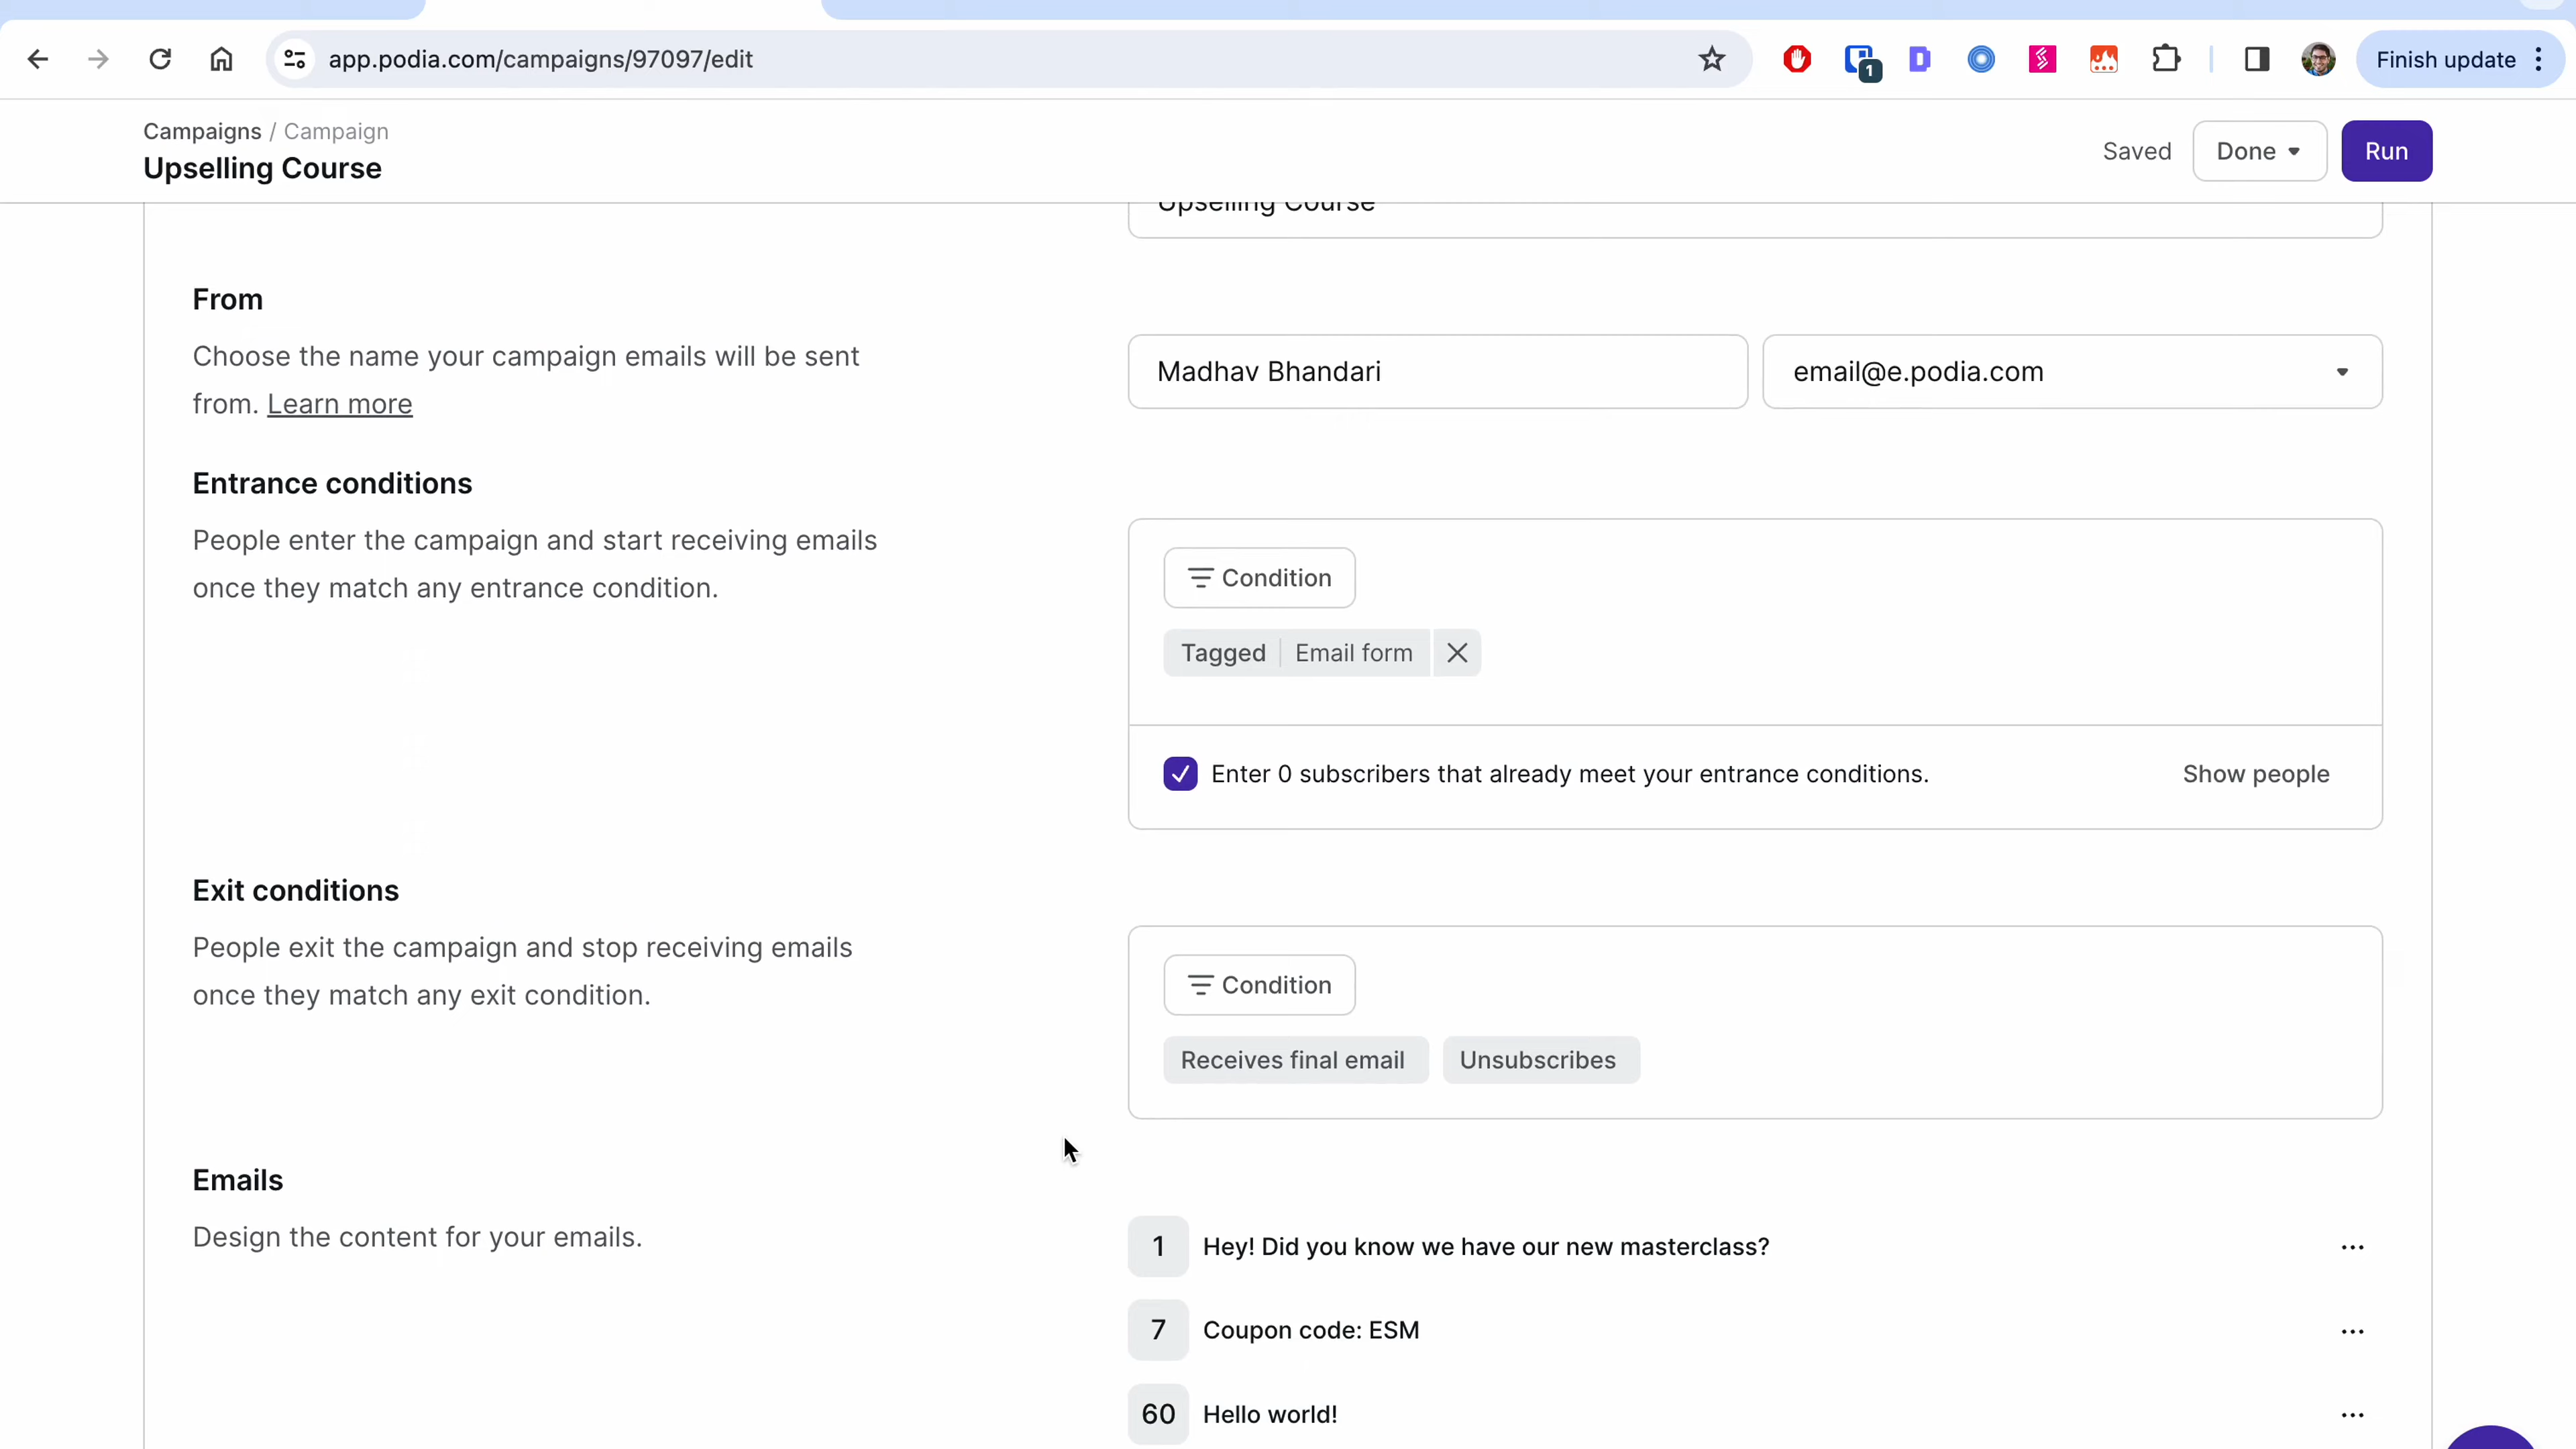 app.podia.com/campaigns/97097/edit
1
Finish update
Campaigns / Campaign
Upselling Course
Saved
Done
Run
Upselling Course
From
Choose the name your campaign emails will be sent
from. Learn more
Madhav Bhandari
email@e.podia.com
Entrance conditions
People enter the campaign and start receiving emails
once they match any entrance condition.
Condition
Tagged Email form
Enter 0 subscribers that already meet your entrance conditions.
Show people
Exit conditions
People exit the campaign and stop receiving emails
once they match any exit condition.
Condition
Receives final email
Unsubscribes
Emails
Design the content for your emails.
1 Hey! Did you know we have our new masterclass?
7 Coupon code: ESM
60 Hello world!